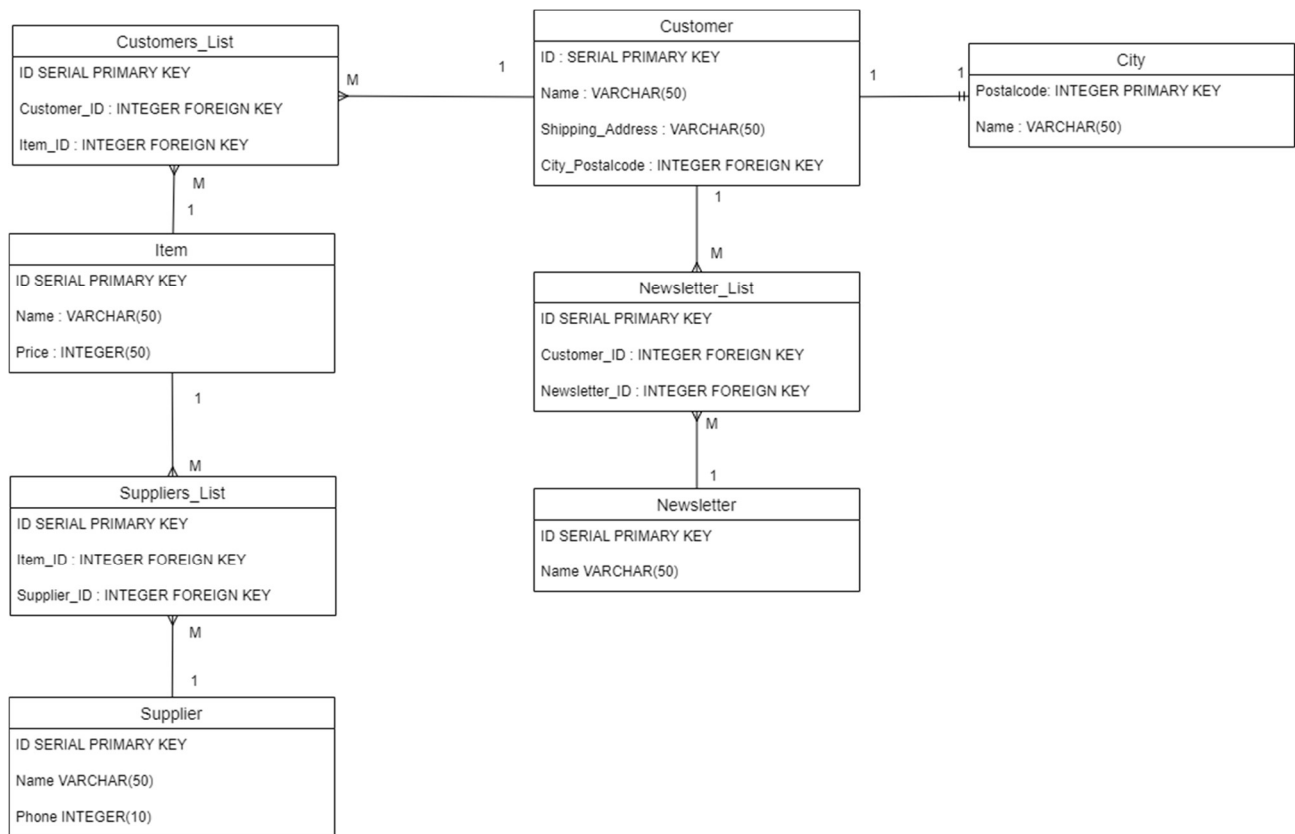 Customers_List
ID SERIAL PRIMARY KEY
Customer_ID : INTEGER FOREIGN KEY
Item_ID : INTEGER FOREIGN KEY
M
1
Customer
ID : SERIAL PRIMARY KEY
Name : VARCHAR(50)
Shipping_Address : VARCHAR(50)
City_Postalcode : INTEGER FOREIGN KEY
1
1
City
Postalcode: INTEGER PRIMARY KEY
Name : VARCHAR(50)
M
1
Item
ID SERIAL PRIMARY KEY
Name : VARCHAR(50)
Price : INTEGER(50)
1
M
Newsletter_List
ID SERIAL PRIMARY KEY
Customer_ID : INTEGER FOREIGN KEY
Newsletter_ID : INTEGER FOREIGN KEY
1
M
Suppliers_List
ID SERIAL PRIMARY KEY
Item_ID : INTEGER FOREIGN KEY
Supplier_ID : INTEGER FOREIGN KEY
M
1
Newsletter
ID SERIAL PRIMARY KEY
Name VARCHAR(50)
M
1
Supplier
ID SERIAL PRIMARY KEY
Name VARCHAR(50)
Phone INTEGER(10)